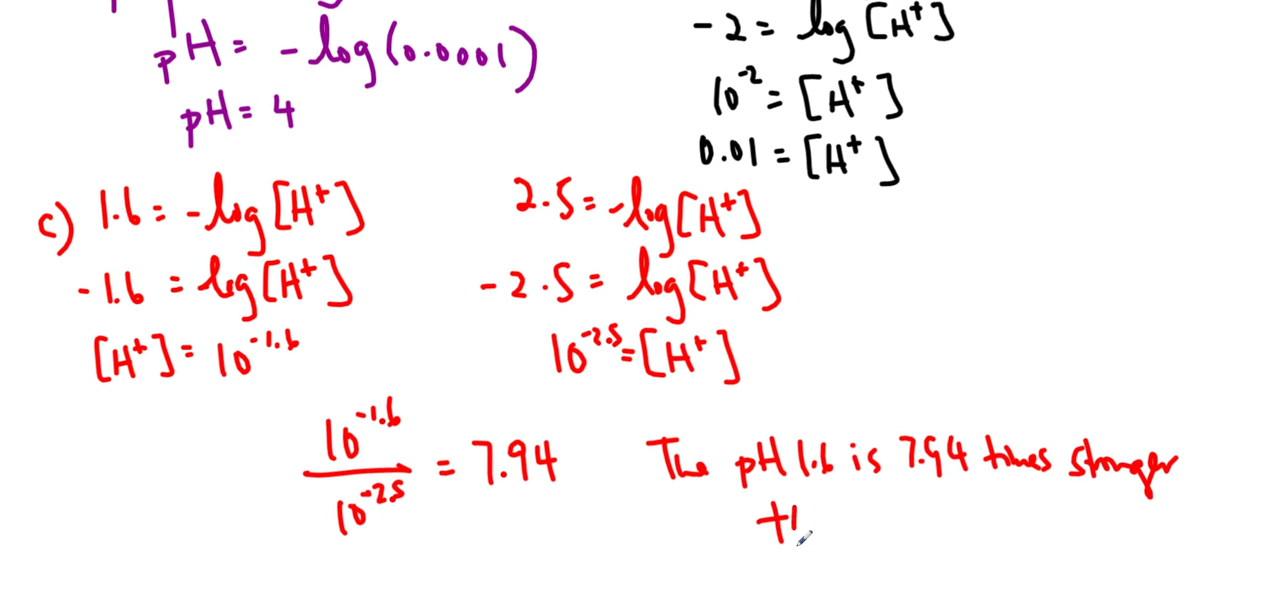 pH = -log(0.0001)
pH = 4
-2 = log [H⁺]
10⁻² = [H⁺]
0.01 = [H⁺]
c) 1.6 = -log [H⁺]
-1.6 = log [H⁺]
[H⁺] = 10⁻¹·⁶
2.5 = -log [H⁺]
-2.5 = log [H⁺]
10⁻²·⁵ = [H⁺]
10⁻¹·⁶ / 10⁻²·⁵ = 7.94
The pH 1.6 is 7.94 times stronger